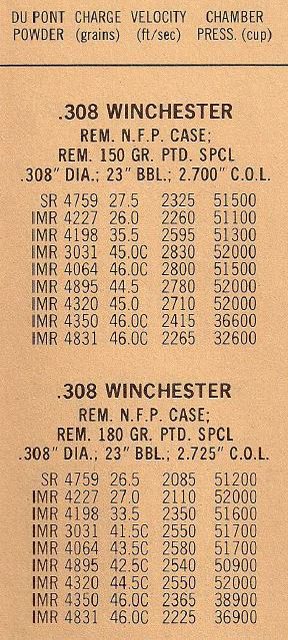 DU PONT CHARGE VELOCITY CHAMBER
POWDER (grains) (ft/sec) PRESS. (cup)
.308 WINCHESTER
REM. N.F.P. CASE;
REM. 150 GR. PTD. SPCL
.308" DIA.; 23" BBL.; 2.700" C.O.L.
SR 4759 27.5 2325 51500
IMR 4227 26.0 2260 51100
IMR 4198 35.5 2595 51300
IMR 3031 45.0C 2830 52000
IMR 4064 46.0C 2800 51500
IMR 4895 44.5 2780 52000
IMR 4320 45.0 2710 52000
IMR 4350 46.0C 2415 36600
IMR 4831 46.0C 2265 32600
.308 WINCHESTER
REM. N.F.P. CASE;
REM. 180 GR. PTD. SPCL
.308" DIA.; 23" BBL.; 2.725" C.O.L.
SR 4759 26.5 2085 51200
IMR 4227 27.0 2110 52000
IMR 4198 33.5 2350 51600
IMR 3031 41.5C 2550 51700
IMR 4064 43.5C 2580 51700
IMR 4895 42.5C 2540 50900
IMR 4320 44.5C 2550 52000
IMR 4350 46.0C 2365 38900
IMR 4831 46.0C 2225 36900